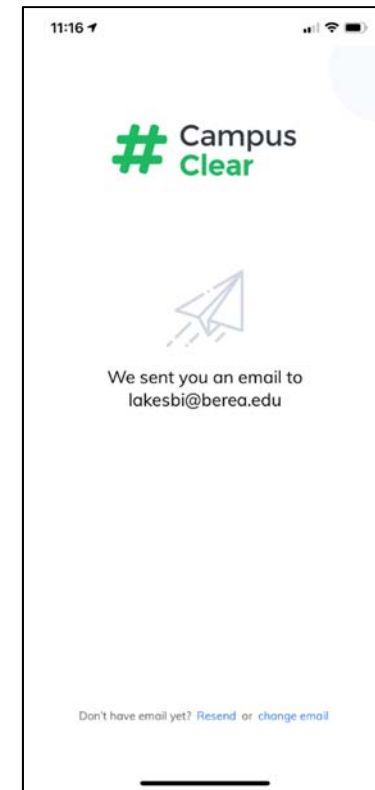 11:16
# Campus
Clear
We sent you an email to
lakesbi@berea.edu
Don't have email yet? Resend or change email